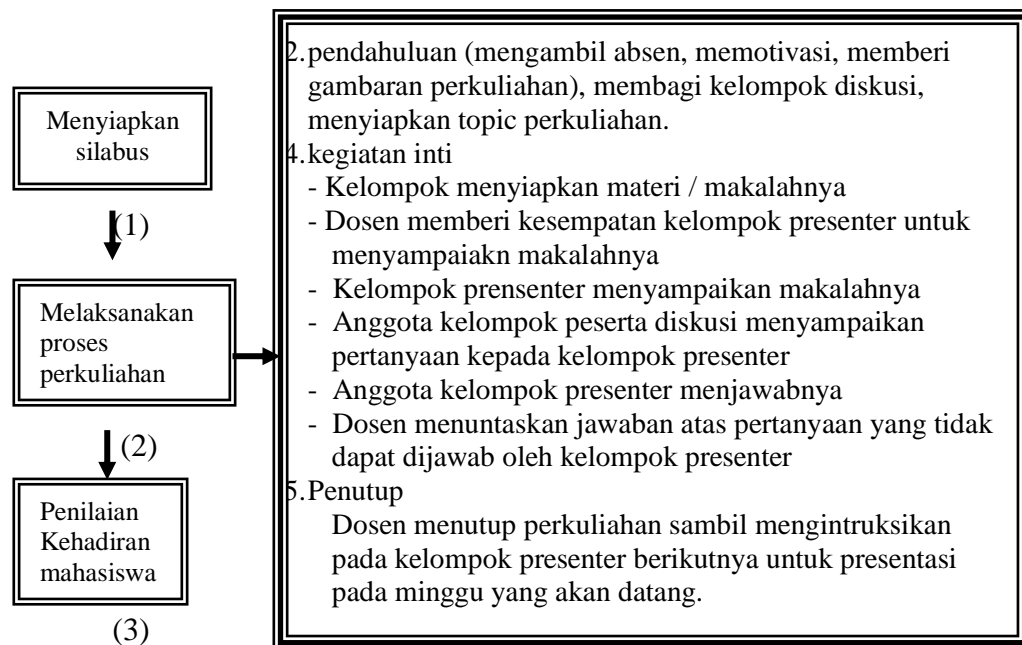 Menyiapkan
silabus
(1)
Melaksanakan
proses
perkuliahan
(2)
Penilaian
Kehadiran
mahasiswa
(3)
2.pendahuluan (mengambil absen, memotivasi, memberi
gambaran perkuliahan), membagi kelompok diskusi,
menyiapkan topic perkuliahan.
4.kegiatan inti
- Kelompok menyiapkan materi / makalahnya
- Dosen memberi kesempatan kelompok presenter untuk
menyampaiakn makalahnya
- Kelompok prensenter menyampaikan makalahnya
- Anggota kelompok peserta diskusi menyampaikan
pertanyaan kepada kelompok presenter
- Anggota kelompok presenter menjawabnya
- Dosen menuntaskan jawaban atas pertanyaan yang tidak
dapat dijawab oleh kelompok presenter
5.Penutup
Dosen menutup perkuliahan sambil mengintruksikan
pada kelompok presenter berikutnya untuk presentasi
pada minggu yang akan datang.